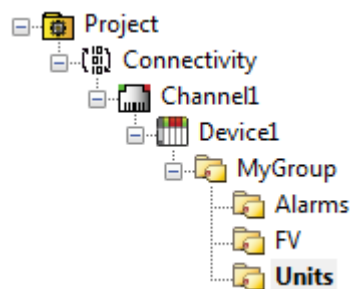 Project
Connectivity
Channel1
Device1
MyGroup
Alarms
FV
Units